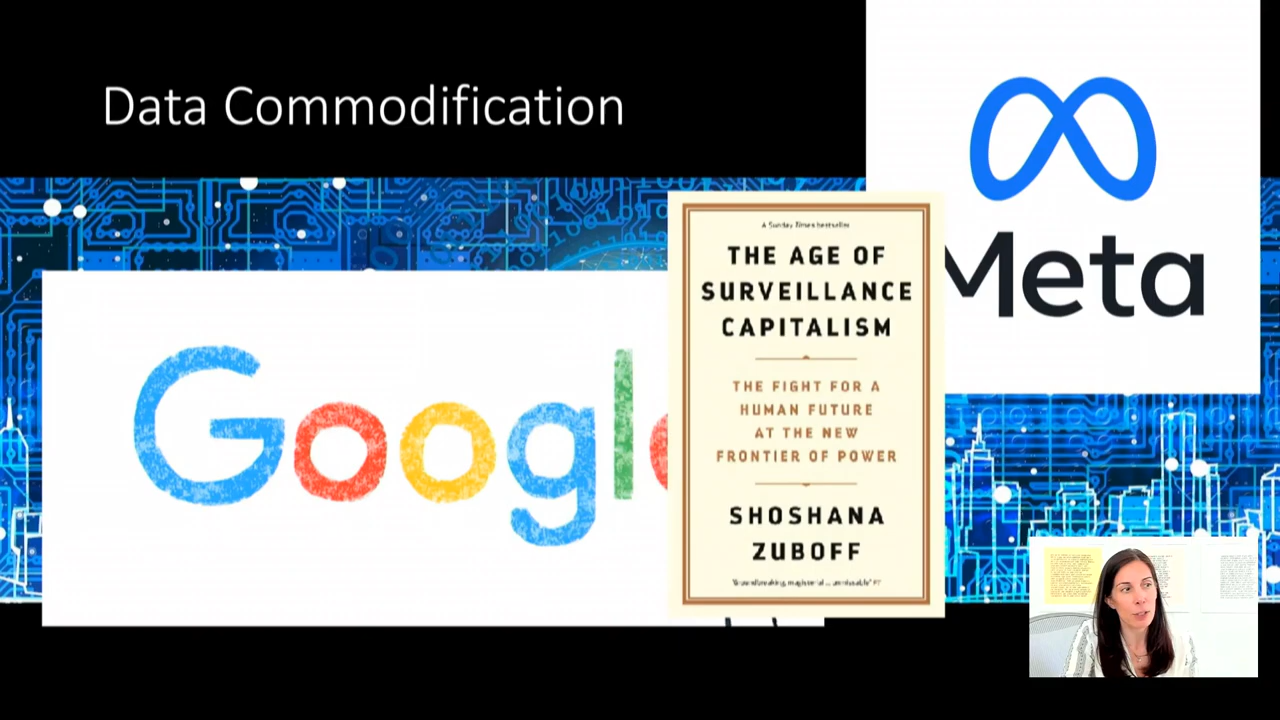 Data Commodification
Meta
Google
A Sunday Times bestseller
THE AGE OF
SURVEILLANCE
CAPITALISM
THE FIGHT FOR A
HUMAN FUTURE
AT THE NEW
FRONTIER OF POWER
SHOSHANA
ZUBOFF